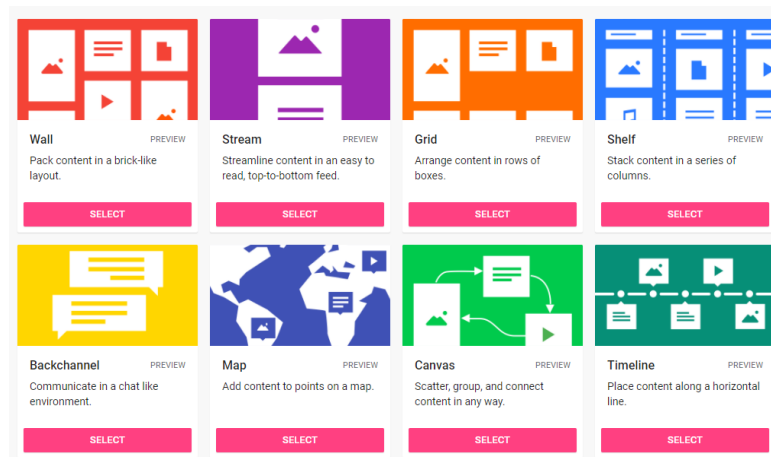 Wall PREVIEW
Pack content in a brick-like
layout.
SELECT
Stream PREVIEW
Streamline content in an easy to
read, top-to-bottom feed.
SELECT
Grid PREVIEW
Arrange content in rows of
boxes.
SELECT
Shelf PREVIEW
Stack content in a series of
columns.
SELECT
Backchannel PREVIEW
Communicate in a chat like
environment.
SELECT
Map PREVIEW
Add content to points on a map.
SELECT
Canvas PREVIEW
Scatter, group, and connect
content in any way.
SELECT
Timeline PREVIEW
Place content along a horizontal
line.
SELECT